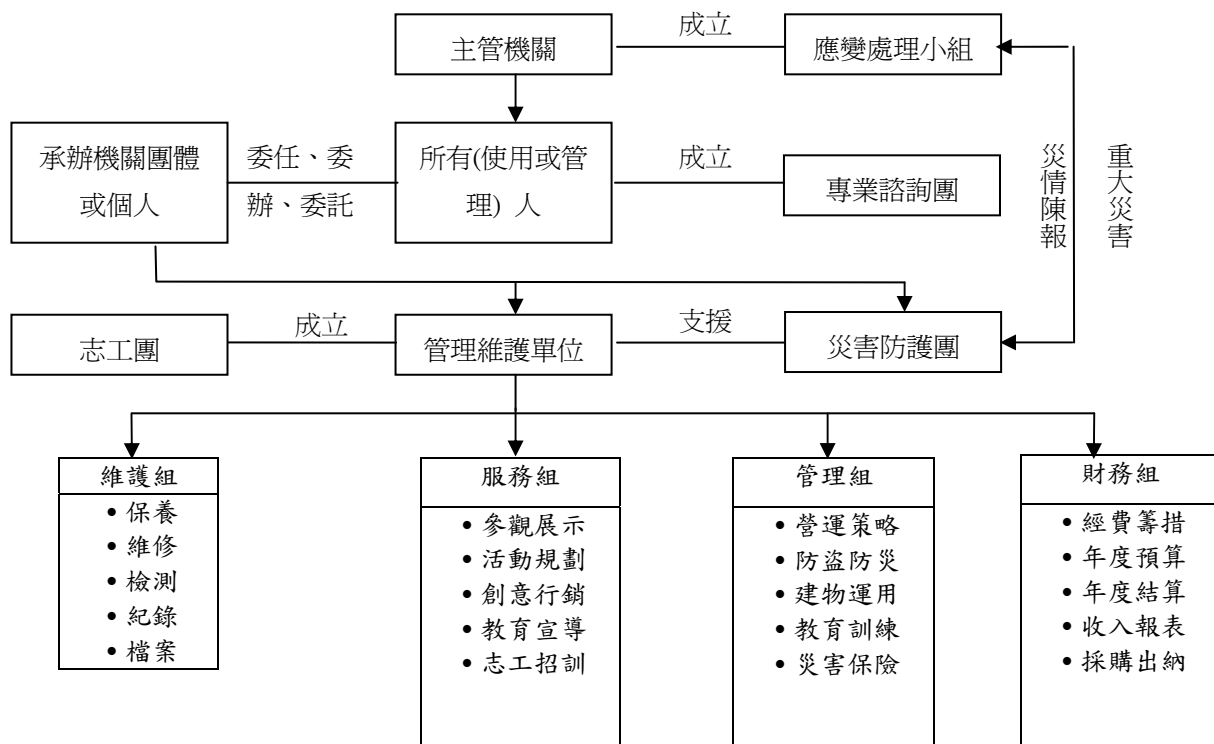 主管機關
成立
應變處理小組
承辦機關團體
或個人
委任、委
辦、委託
所有(使用或管
理) 人
成立
專業諮詢團
災情陳報
重大災害
志工團
成立
管理維護單位
支援
災害防護團
維護組
• 保養
• 維修
• 檢測
• 紀錄
• 檔案
服務組
• 參觀展示
• 活動規劃
• 創意行銷
• 教育宣導
• 志工招訓
管理組
• 營運策略
• 防盜防災
• 建物運用
• 教育訓練
• 災害保險
財務組
• 經費籌措
• 年度預算
• 年度結算
• 收入報表
• 採購出納